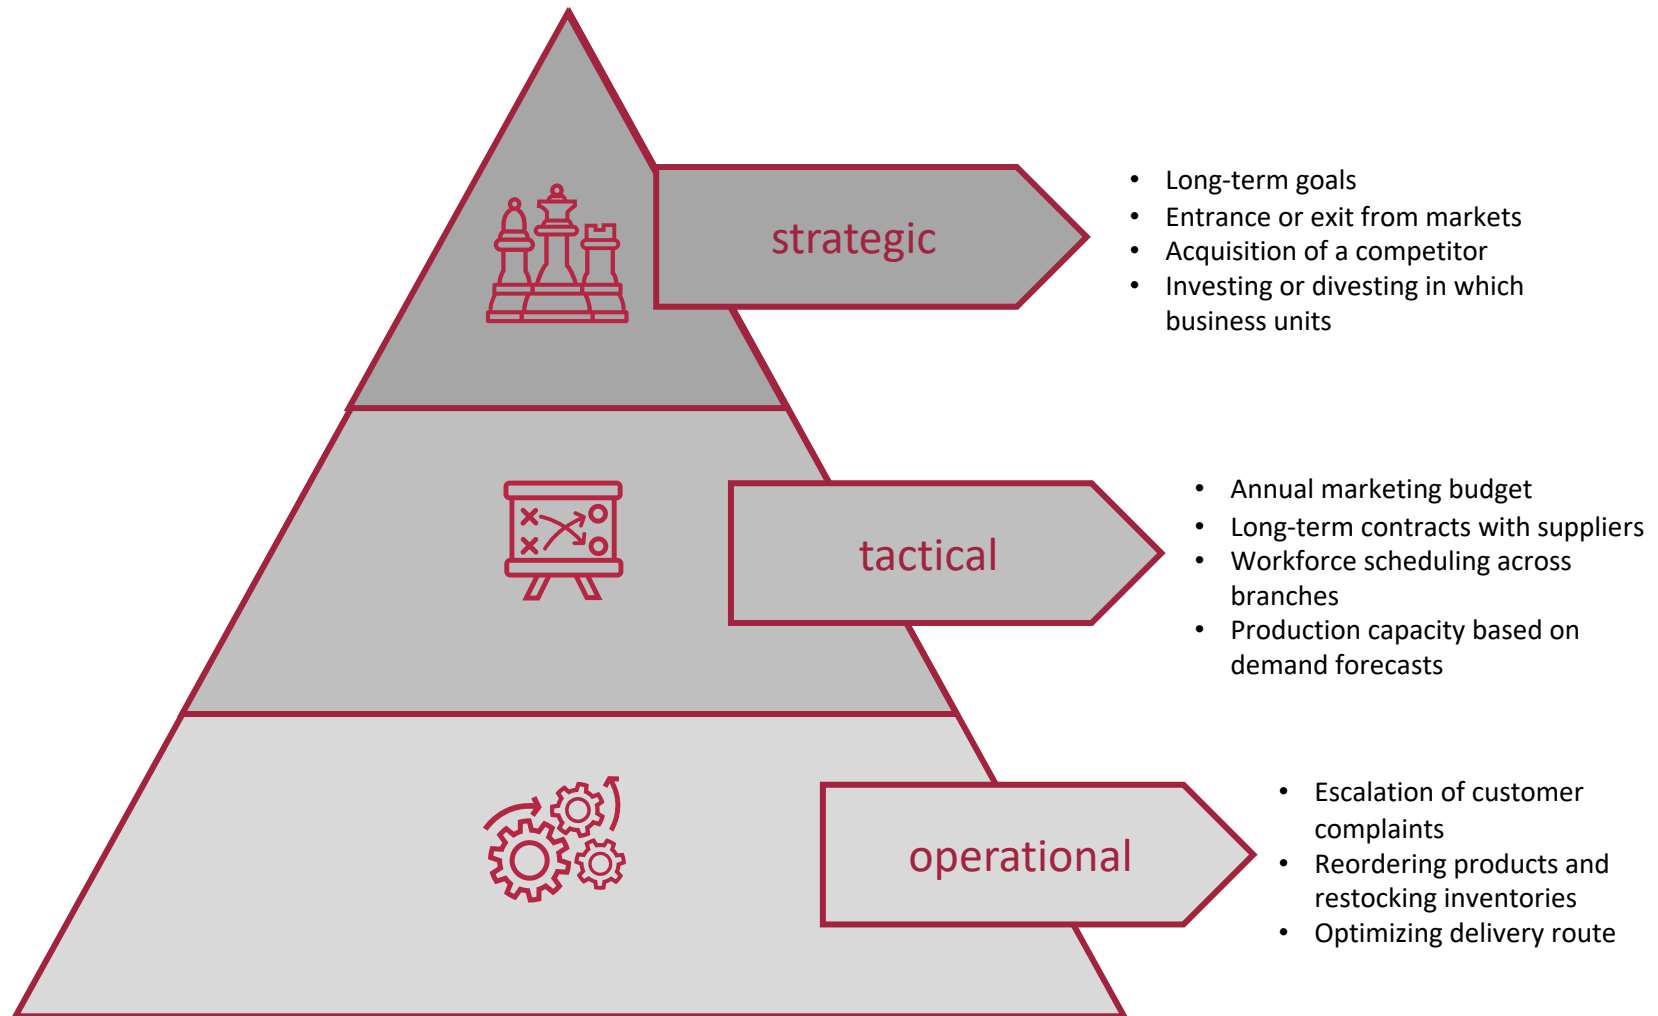 strategic
• Long-term goals
• Entrance or exit from markets
• Acquisition of a competitor
• Investing or divesting in which
business units
tactical
• Annual marketing budget
• Long-term contracts with suppliers
• Workforce scheduling across
branches
• Production capacity based on
demand forecasts
operational
• Escalation of customer
complaints
• Reordering products and
restocking inventories
• Optimizing delivery route